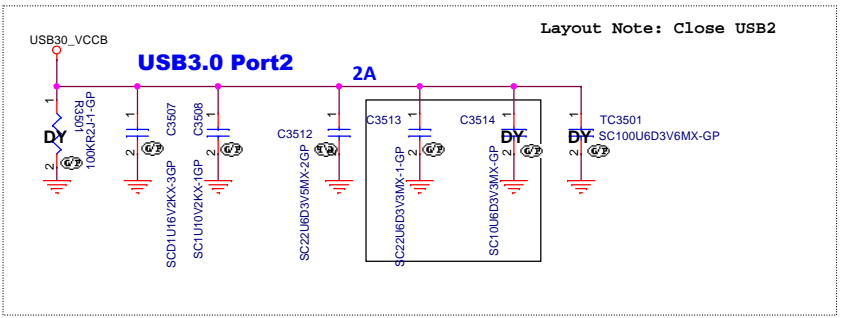 Layout Note: Close USB2
USB30_VCCB
USB3.0 Port2
2A
1
R3501
100KR2J-1-GP
DY
2
G/P
1
C3507
SCD1U16V2KX-3GP
2
G/P
1
C3508
SC1U10V2KX-1GP
2
G/P
1
C3512
SC22U6D3V5MX-2GP
2
1
C3513
SC22U6D3V3MX-1-GP
2
G/P
1
C3514
SC10U6D3V3MX-GP
DY
2
G/P
1
TC3501
SC100U6D3V6MX-GP
DY
2
G/P